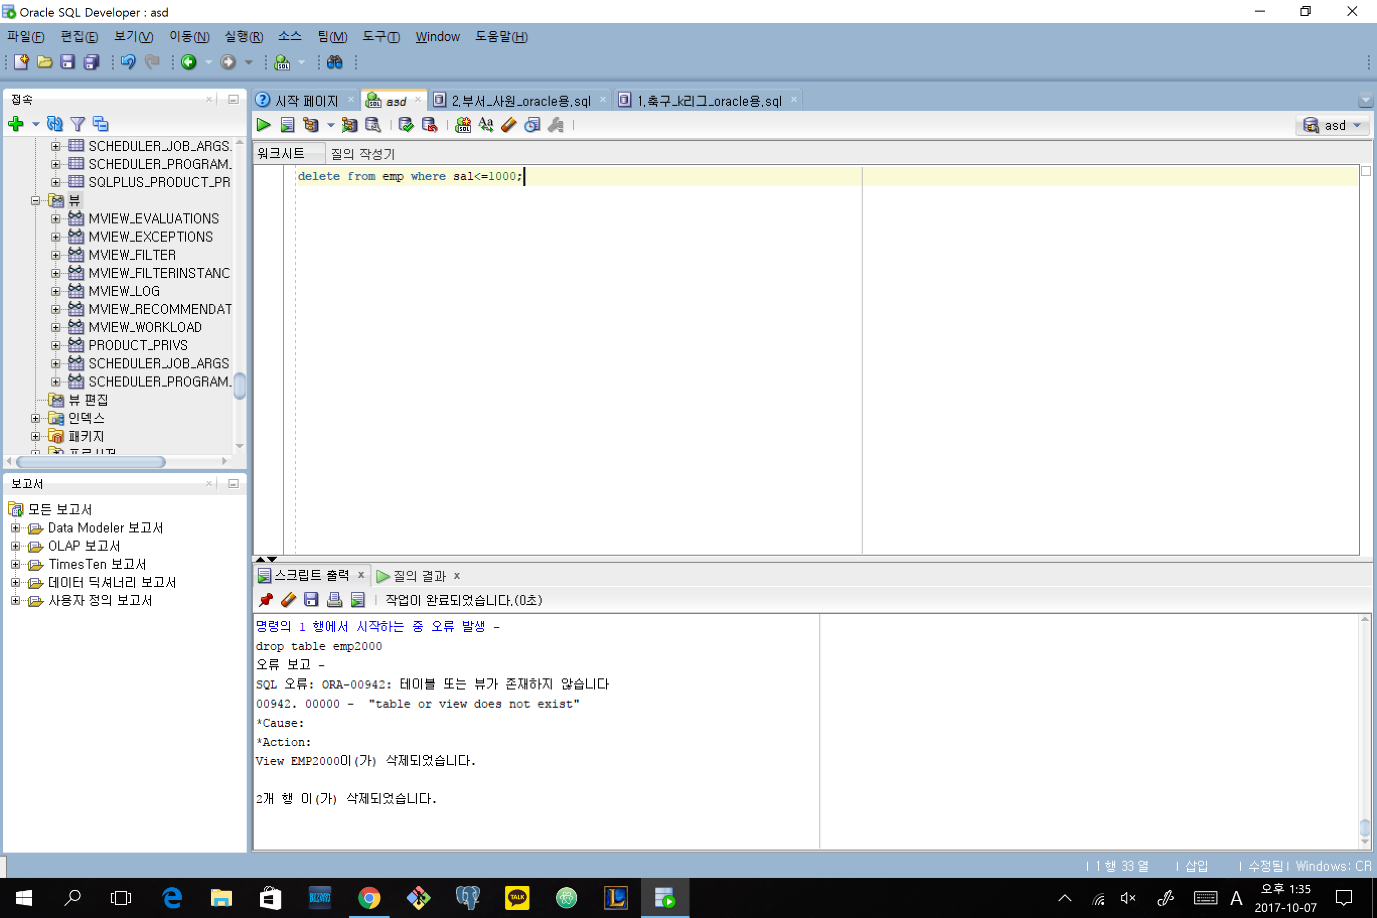 Oracle SQL Developer : asd
파일(F) 편집(E) 보기(V) 이동(N) 실행(R) 소스 팀(M) 도구(T) Window 도움말(H)
접속
SCHEDULER_JOB_ARGS.
SCHEDULER_PROGRAM.
SQLPLUS_PRODUCT_PR
뷰
MVIEW_EVALUATIONS
MVIEW_EXCEPTIONS
MVIEW_FILTER
MVIEW_FILTERINSTANC
MVIEW_LOG
MVIEW_RECOMMENDAT
MVIEW_WORKLOAD
PRODUCT_PRIVS
SCHEDULER_JOB_ARGS
SCHEDULER_PROGRAM.
뷰 편집
인덱스
패키지
프로시저
보고서
모든 보고서
Data Modeler 보고서
OLAP 보고서
TimesTen 보고서
데이터 딕셔너리 보고서
사용자 정의 보고서
시작 페이지 asd 2.부서_사원_oracle용.sql 1.축구_k리그_oracle용.sql
asd
워크시트 질의 작성기
delete from emp where sal<=1000;
스크립트 출력 질의 결과
작업이 완료되었습니다.(0초)
명령의 1 행에서 시작하는 중 오류 발생 -
drop table emp2000
오류 보고 -
SQL 오류: ORA-00942: 테이블 또는 뷰가 존재하지 않습니다
00942. 00000 - "table or view does not exist"
*Cause:
*Action:
View EMP2000이(가) 삭제되었습니다.
2개 행 이(가) 삭제되었습니다.
1 행 33 열 삽입 수정됨 Windows: CR
BLIZZARD
TALK
L
A
오후 1:35
2017-10-07